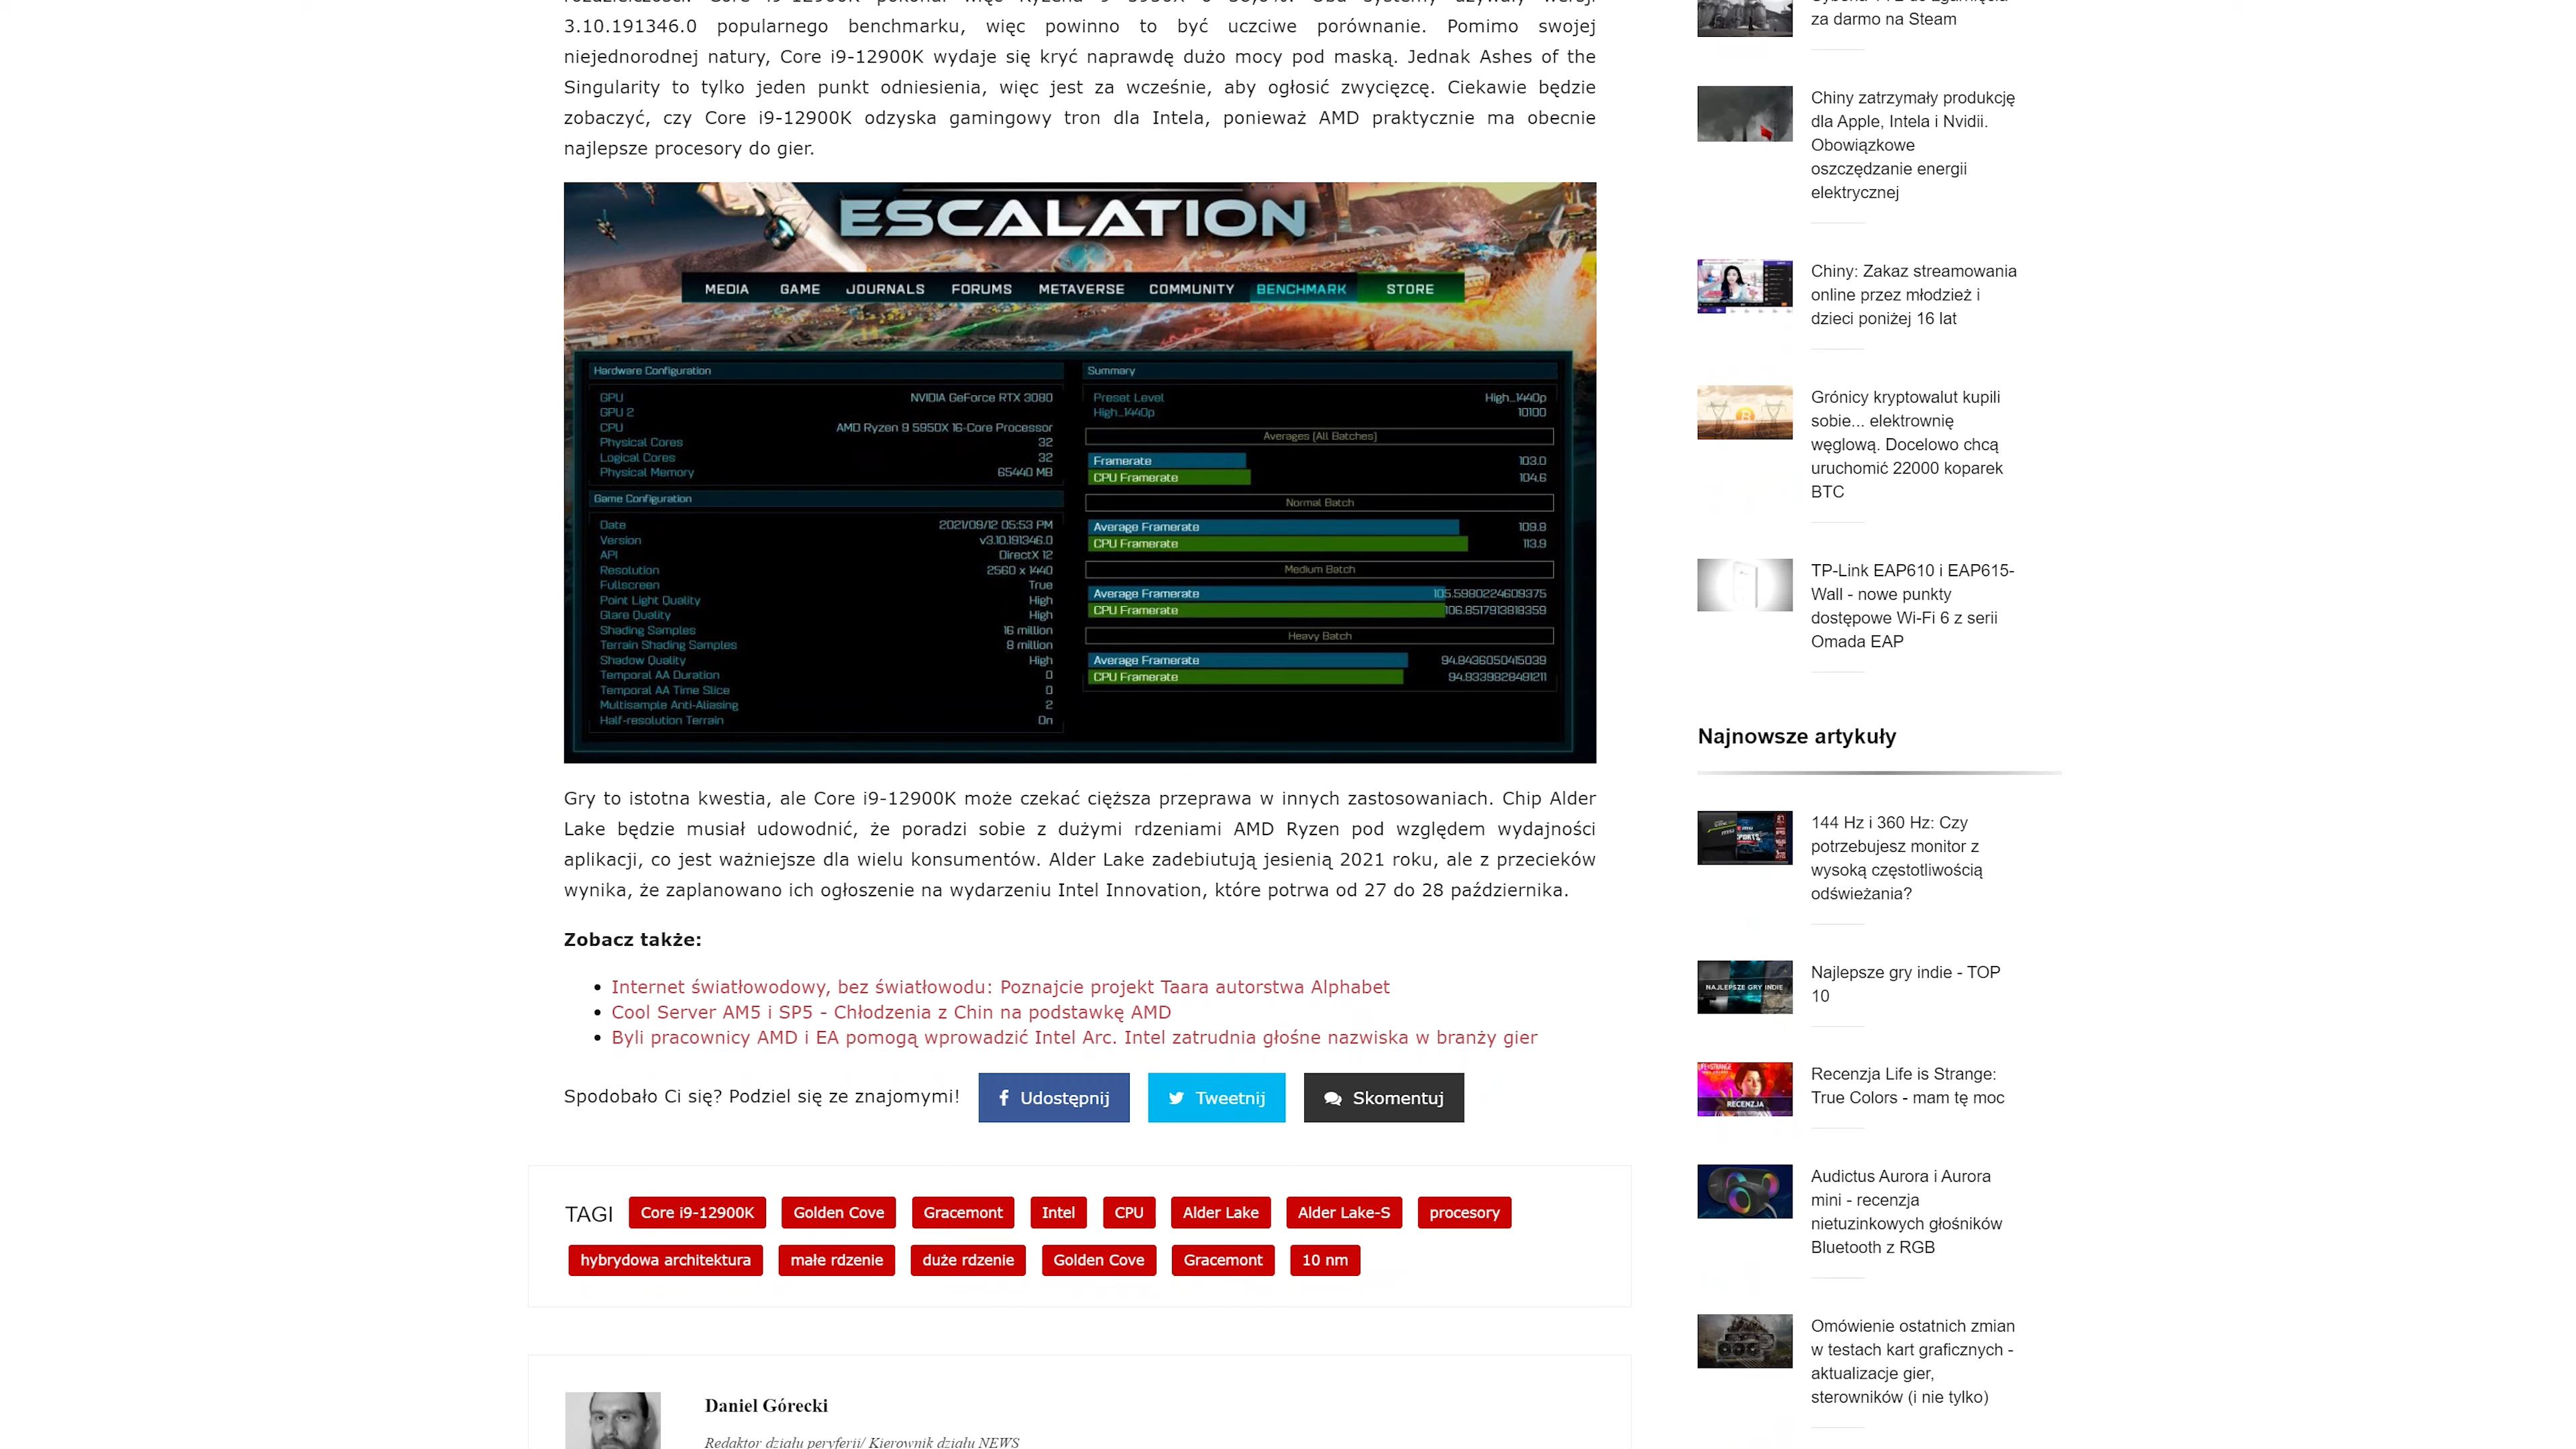 3.10.191346.0 popularnego benchmarku, więc powinno to być uczciwe porównanie. Pomimo swojej
niejednorodnej natury, Core i9-12900K wydaje się kryć naprawdę dużo mocy pod maską. Jednak Ashes of the
Singularity to tylko jeden punkt odniesienia, więc jest za wcześnie, aby ogłosić zwycięzcę. Ciekawie będzie
zobaczyć, czy Core i9-12900K odzyska gamingowy tron dla Intela, ponieważ AMD praktycznie ma obecnie
najlepsze procesory do gier.
ESCALATION
MEDIA GAME JOURNALS FORUMS METAVERSE COMMUNITY BENCHMARK STORE
Hardware Configuration
GPU NVIDIA GeForce RTX 3080
GPU 2
CPU AMD Ryzen 9 5950X 16-Core Processor
Physical Cores 32
Logical Cores 32
Physical Memory 65440 MB
Game Configuration
Date 2021/09/12 05:53 PM
Version v3.10.191346.0
API DirectX 12
Resolution 2560 x 1440
Fullscreen True
Point Light Quality High
Glare Quality High
Shading Samples 16 million
Terrain Shading Samples 8 million
Shadow Quality High
Temporal AA Duration 0
Temporal AA Time Slice 0
Multisample Anti-Aliasing 2
Half-resolution Terrain On
Summary
Preset Level High_1440p
High_1440p 10100
Averages (All Batches)
Framerate 103.0
CPU Framerate 104.6
Normal Batch
Average Framerate 109.8
CPU Framerate 113.9
Medium Batch
Average Framerate 105.5980224609375
CPU Framerate 106.8517913818359
Heavy Batch
Average Framerate 94.8436050415039
CPU Framerate 94.9339828491211
Gry to istotna kwestia, ale Core i9-12900K może czekać cięższa przeprawa w innych zastosowaniach. Chip Alder
Lake będzie musiał udowodnić, że poradzi sobie z dużymi rdzeniami AMD Ryzen pod względem wydajności
aplikacji, co jest ważniejsze dla wielu konsumentów. Alder Lake zadebiutują jesienią 2021 roku, ale z przecieków
wynika, że zaplanowano ich ogłoszenie na wydarzeniu Intel Innovation, które potrwa od 27 do 28 października.
Zobacz także:
Internet światłowodowy, bez światłowodu: Poznajcie projekt Taara autorstwa Alphabet
Cool Server AM5 i SP5 - Chłodzenia z Chin na podstawkę AMD
Byli pracownicy AMD i EA pomogą wprowadzić Intel Arc. Intel zatrudnia głośne nazwiska w branży gier
Spodobało Ci się? Podziel się ze znajomymi! Udostępnij Tweetnij Skomentuj
TAGI Core i9-12900K Golden Cove Gracemont Intel CPU Alder Lake Alder Lake-S procesory
hybrydowa architektura małe rdzenie duże rdzenie Golden Cove Gracemont 10 nm
Daniel Górecki
Redaktor działu peryferii/ Kierownik działu NEWS
za darmo na Steam
Chiny zatrzymały produkcję
dla Apple, Intela i Nvidii.
Obowiązkowe
oszczędzanie energii
elektrycznej
Chiny: Zakaz streamowania
online przez młodzież i
dzieci poniżej 16 lat
Grónicy kryptowalut kupili
sobie... elektrownię
węglową. Docelowo chcą
uruchomić 22000 koparek
BTC
TP-Link EAP610 i EAP615-
Wall - nowe punkty
dostępowe Wi-Fi 6 z serii
Omada EAP
Najnowsze artykuły
144 Hz i 360 Hz: Czy
potrzebujesz monitor z
wysoką częstotliwością
odświeżania?
NAJLEPSZE GRY INDIE
Najlepsze gry indie - TOP
10
RECENZJA
Recenzja Life is Strange:
True Colors - mam tę moc
Audictus Aurora i Aurora
mini - recenzja
nietuzinkowych głośników
Bluetooth z RGB
Omówienie ostatnich zmian
w testach kart graficznych -
aktualizacje gier,
sterowników (i nie tylko)